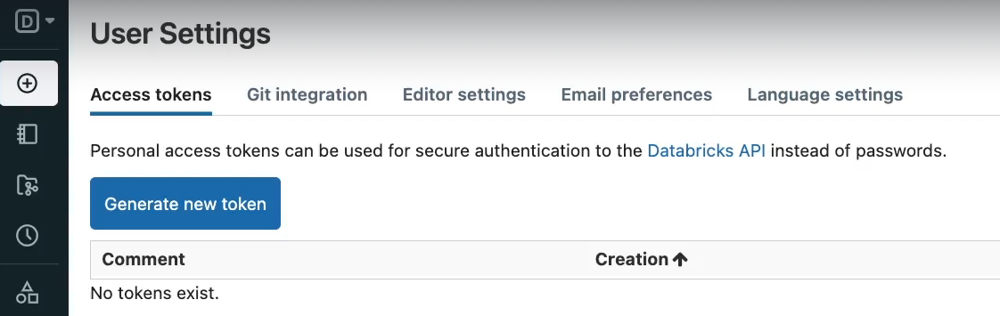 D
User Settings
Access tokens Git integration Editor settings Email preferences Language settings
Personal access tokens can be used for secure authentication to the Databricks API instead of passwords.
Generate new token
Comment Creation
No tokens exist.